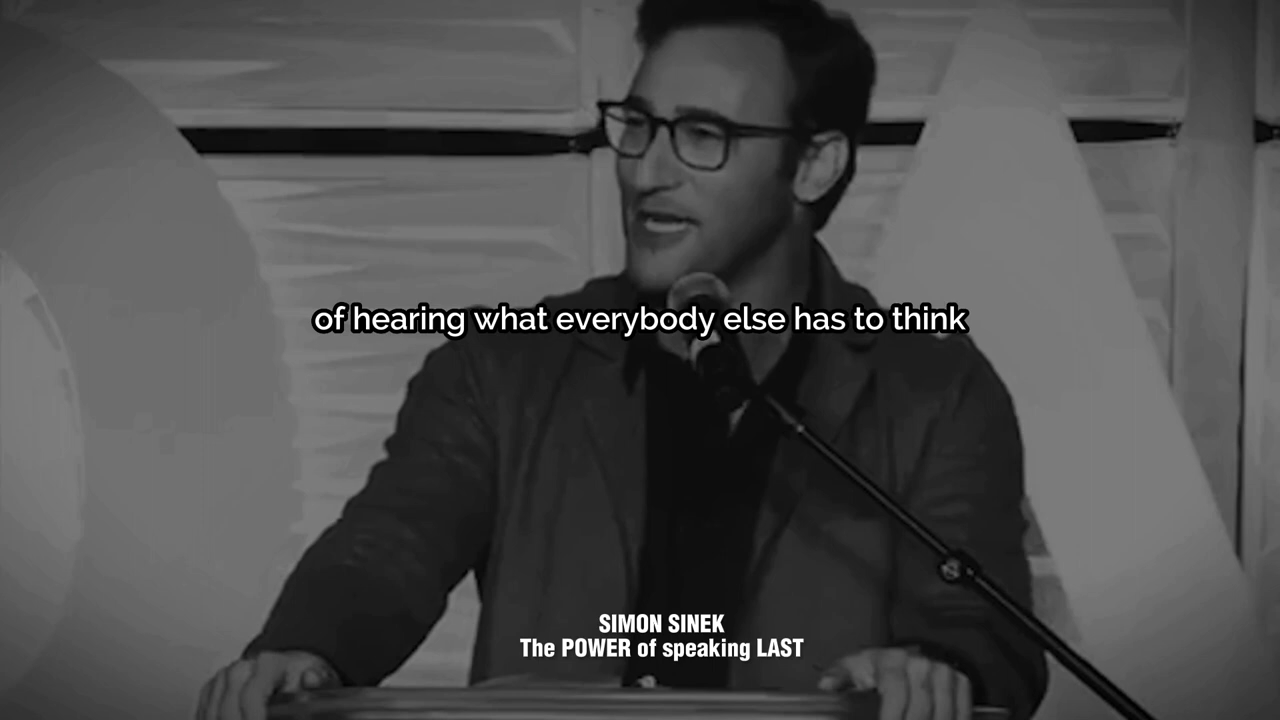 of hearing what everybody else has to think
SIMON SINEK
The POWER of speaking LAST